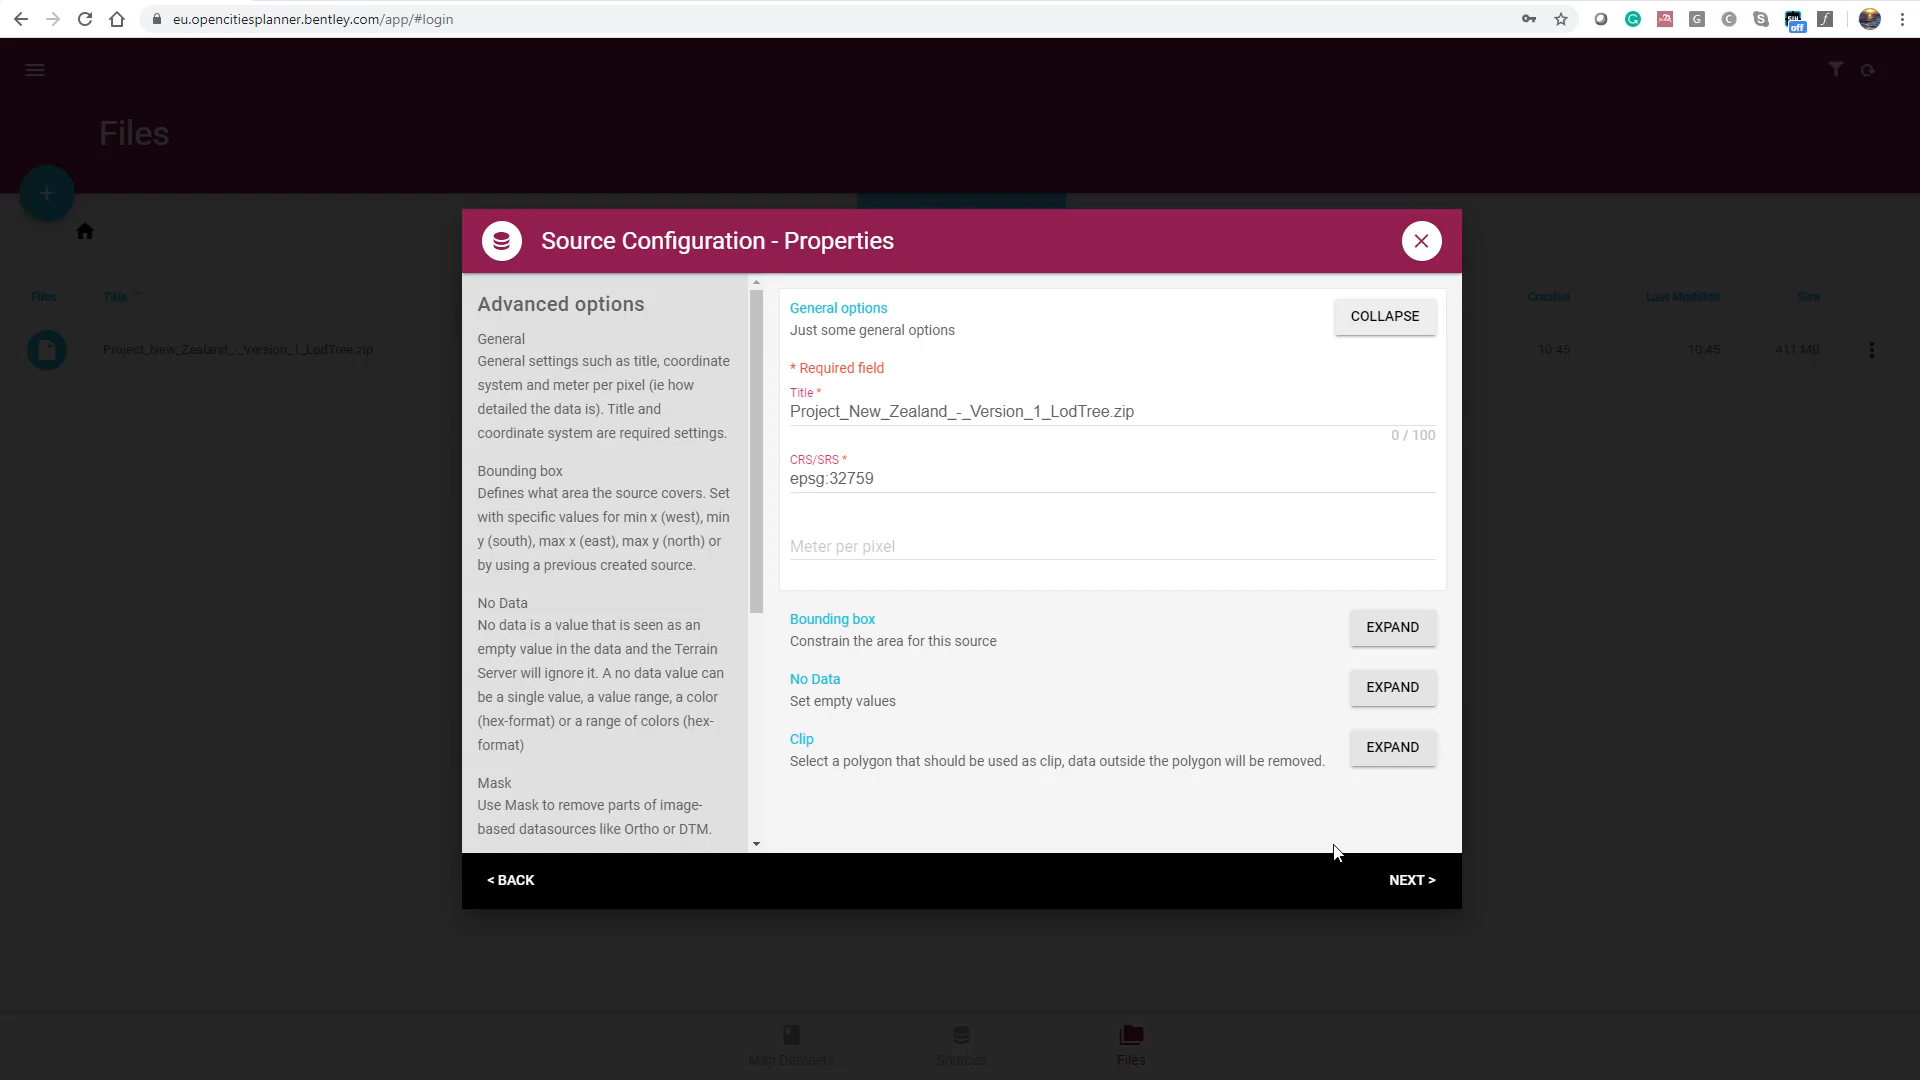 eu.opencitiesplanner.bentley.com/app/#login
off
Files
Source Configuration - Properties
Files
Title
Created
Last Modified
Size
Project_New_Zealand_-_Version_1_LodTree.zip
10:45
10:45
411 MB
Advanced options
General
General settings such as title, coordinate
system and meter per pixel (ie how
detailed the data is). Title and
coordinate system are required settings.
Bounding box
Defines what area the source covers. Set
with specific values for min x (west), min
y (south), max x (east), max y (north) or
by using a previous created source.
No Data
No data is a value that is seen as an
empty value in the data and the Terrain
Server will ignore it. A no data value can
be a single value, a value range, a color
(hex-format) or a range of colors (hex-
format)
Mask
Use Mask to remove parts of image-
based datasources like Ortho or DTM.
General options
Just some general options
COLLAPSE
* Required field
Title *
Project_New_Zealand_-_Version_1_LodTree.zip
0 / 100
CRS/SRS *
epsg:32759
Meter per pixel
Bounding box
Constrain the area for this source
EXPAND
No Data
Set empty values
EXPAND
Clip
Select a polygon that should be used as clip, data outside the polygon will be removed.
EXPAND
< BACK
NEXT >
Map Datasets
Sources
Files